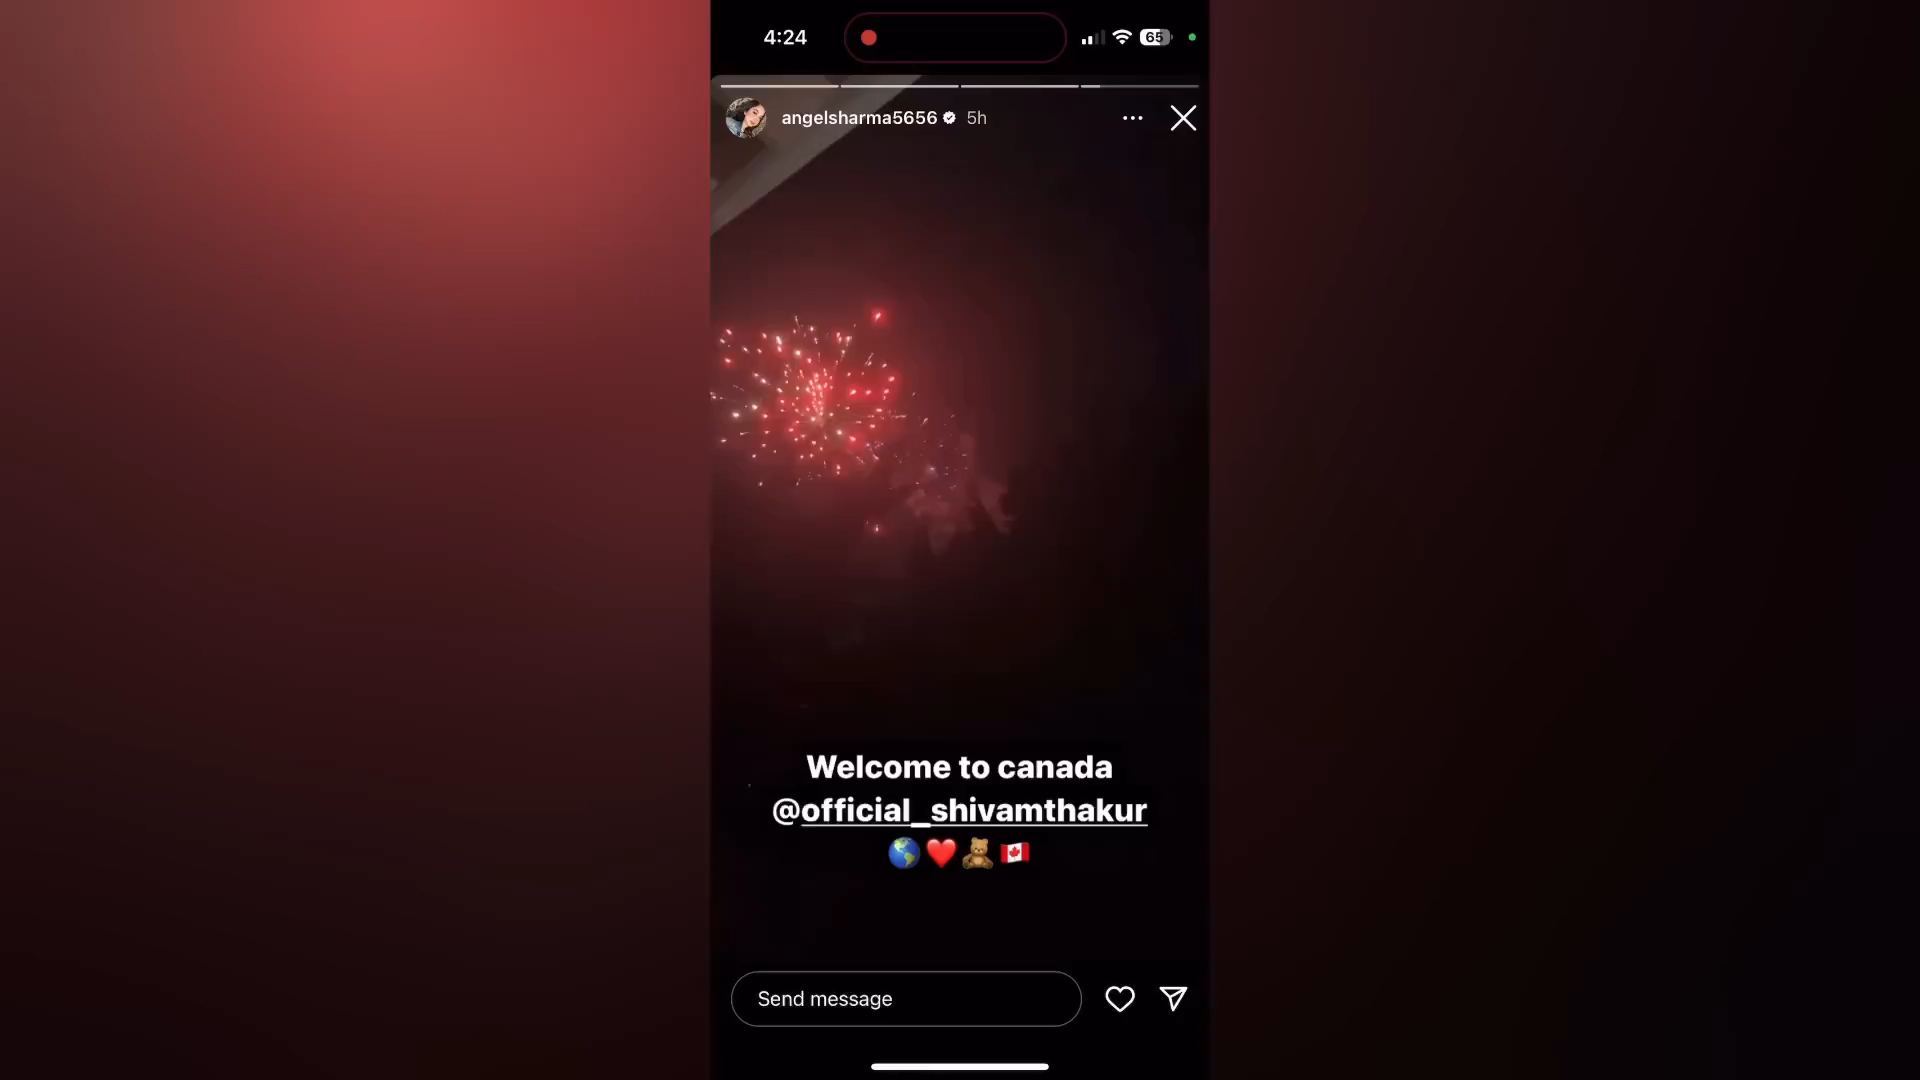 4:24
65
angelsharma5656 5h
Welcome to canada
@official_shivamthakur
🌎❤️🧸🇨🇦
Send message